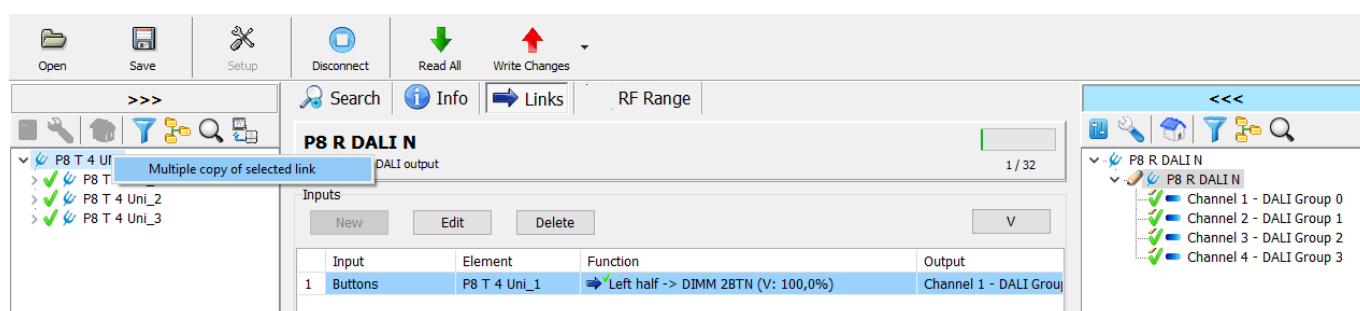 Open Save Setup Disconnect Read All Write Changes
>>>
Search Info Links RF Range
<<<
P8 R DALI N
DALI output
1 / 32
P8 T 4 U
Multiple copy of selected link
P8 T
P8 T 4 Uni_2
P8 T 4 Uni_3
Inputs
New Edit Delete V
Input Element Function Output
1 Buttons P8 T 4 Uni_1 Left half -> DIMM 2BTN (V: 100,0%) Channel 1 - DALI Grou
P8 R DALI N
P8 R DALI N
Channel 1 - DALI Group 0
Channel 2 - DALI Group 1
Channel 3 - DALI Group 2
Channel 4 - DALI Group 3